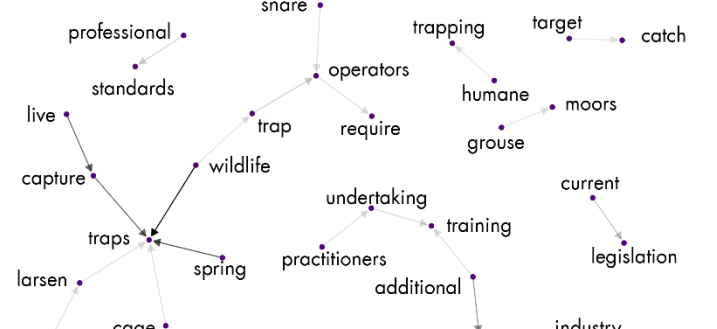 snare
professional
trapping
target
catch
operators
standards
humane
live
moors
trap
require
grouse
wildlife
capture
current
undertaking
training
traps
practitioners
legislation
spring
larsen
additional
cage
industry